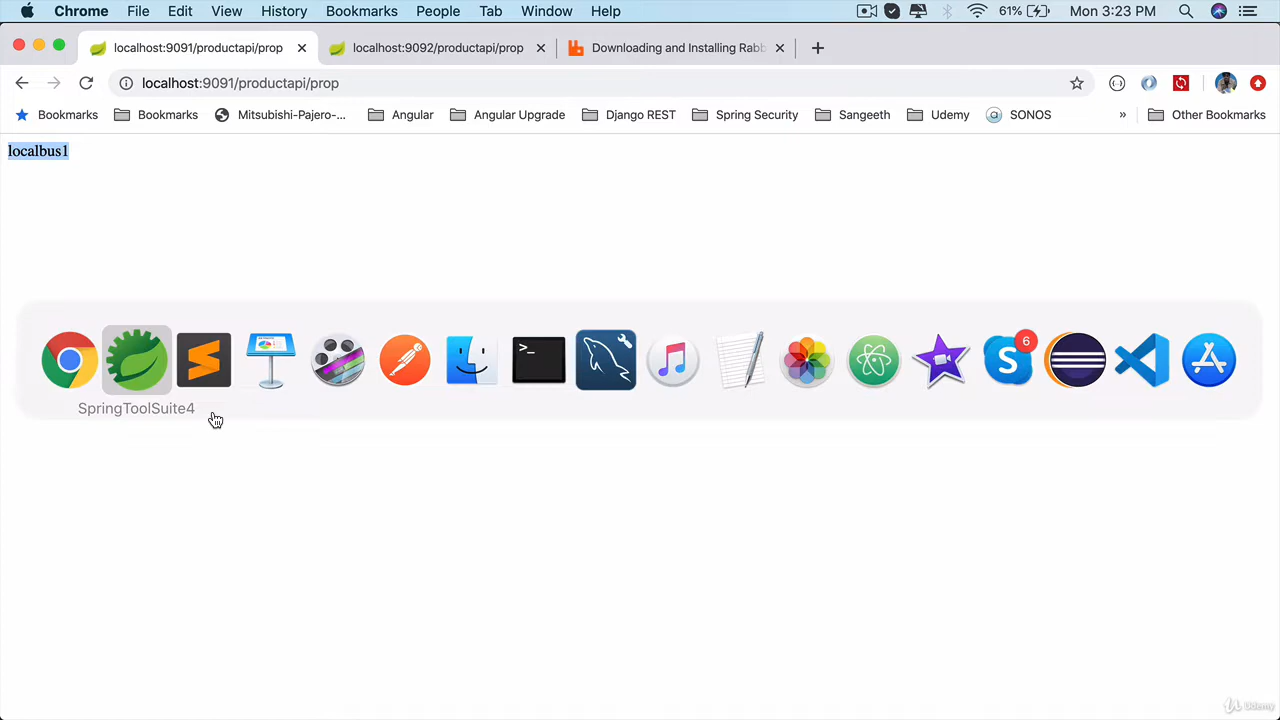 Chrome File Edit View History Bookmarks People Tab Window Help 61% Mon 3:23 PM
localhost:9091/productapi/prop localhost:9092/productapi/prop Downloading and Installing Rabb
localhost:9091/productapi/prop
Bookmarks Bookmarks Mitsubishi-Pajero-... Angular Angular Upgrade Django REST Spring Security Sangeeth Udemy SONOS » Other Bookmarks
localbus1
6
SpringToolSuite4
Udemy